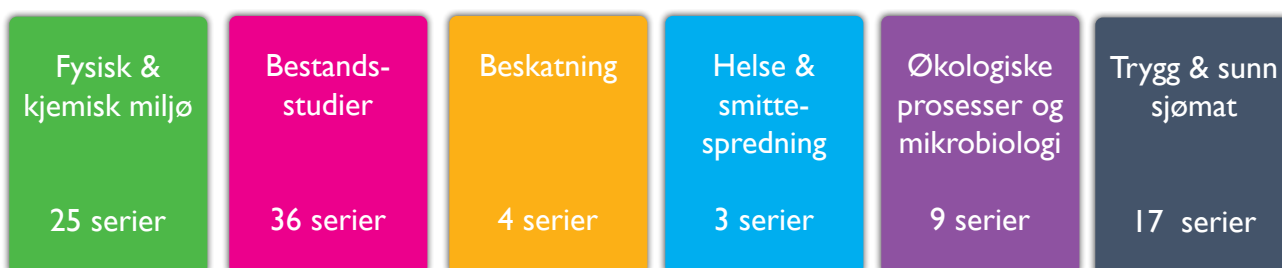 Fysisk &
kjemisk miljø
25 serier
Bestands-
studier
36 serier
Beskatning
4 serier
Helse &
smitte-
spredning
3 serier
Økologiske
prosesser og
mikrobiologi
9 serier
Trygg & sunn
sjømat
17 serier